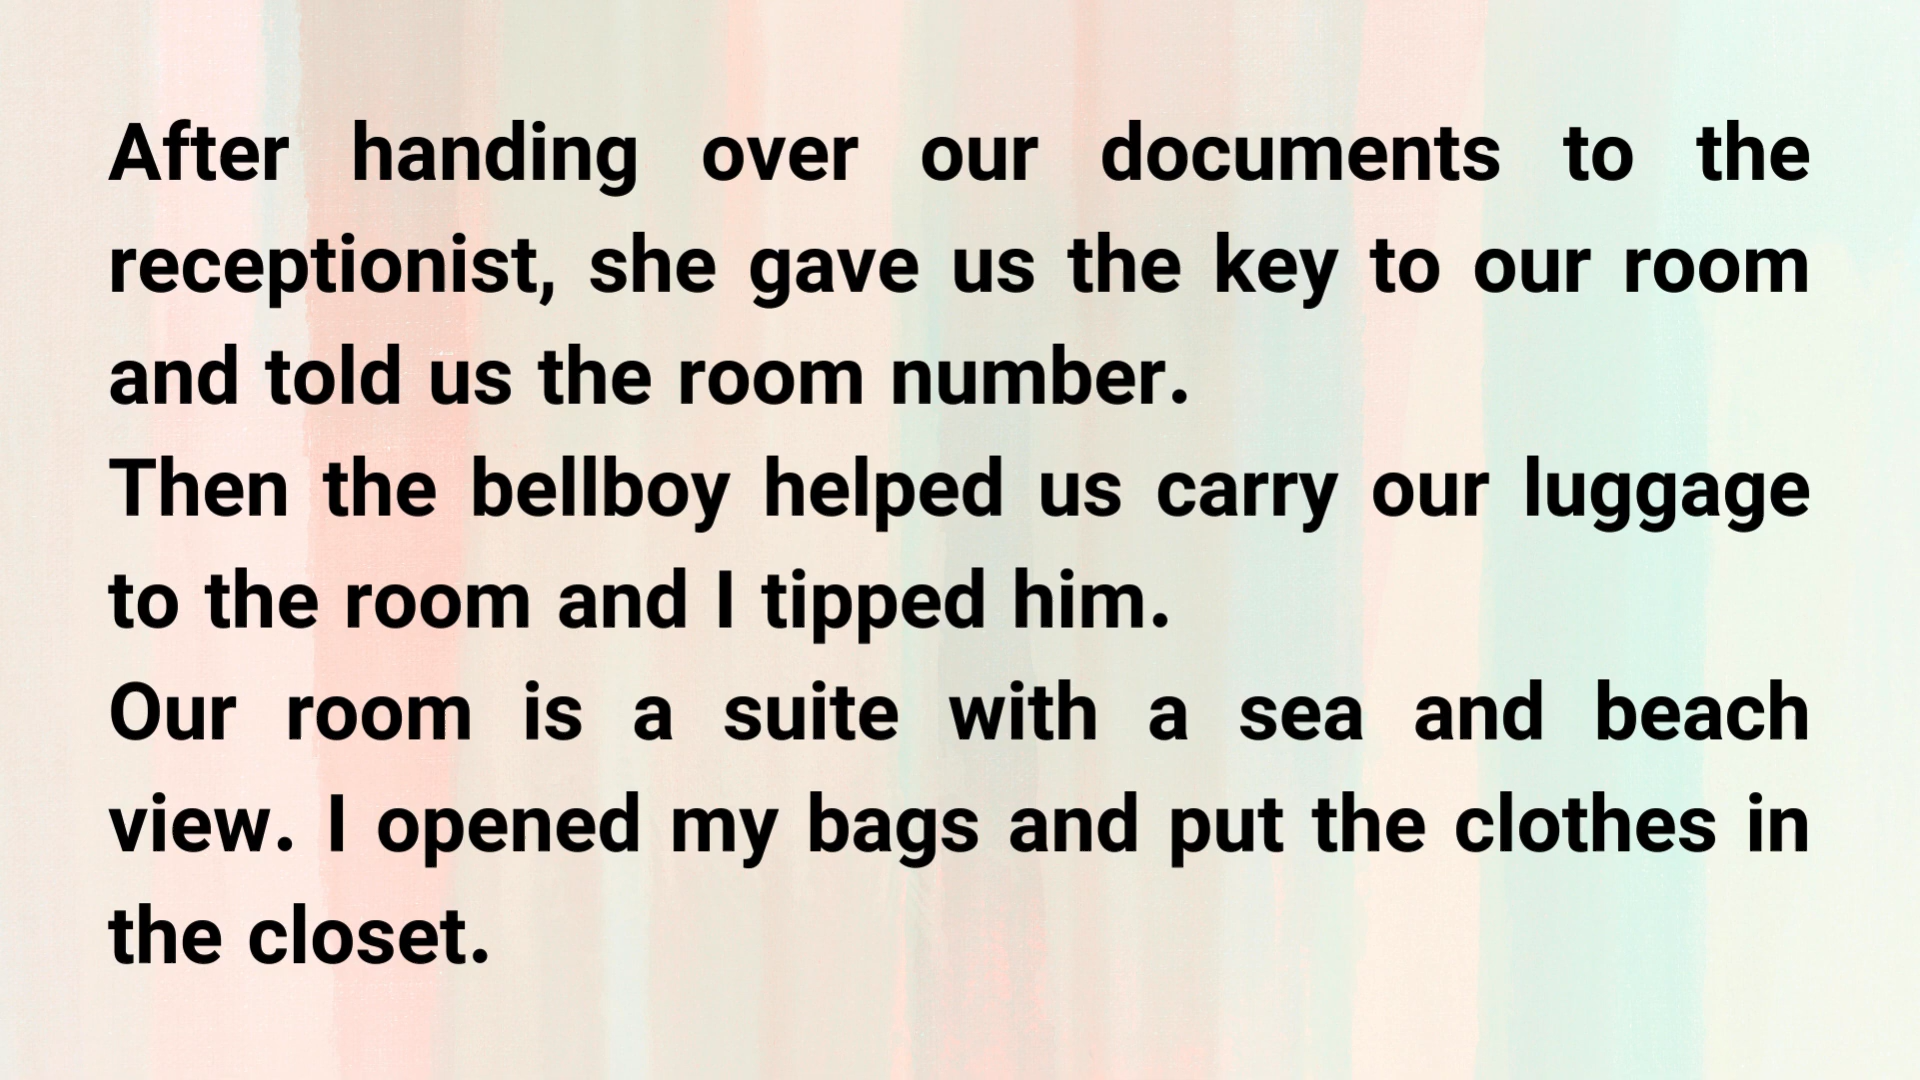 After handing over our documents to the
receptionist, she gave us the key to our room
and told us the room number.
Then the bellboy helped us carry our luggage
to the room and I tipped him.
Our room is a suite with a sea and beach
view. I opened my bags and put the clothes in
the closet.